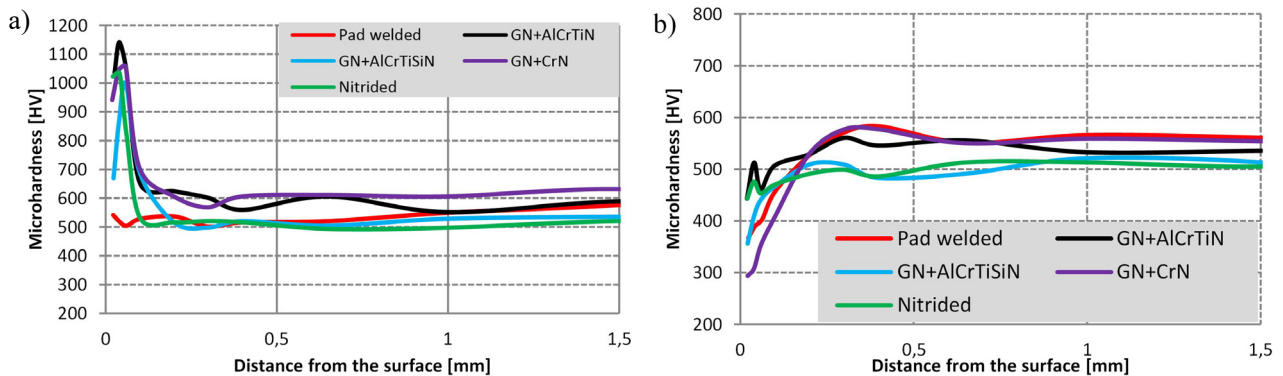 a)
1200
1100
1000
900
800
700
600
500
400
300
200
Microhardness [HV]
Pad welded
GN+AlCrTiN
GN+AlCrTiSiN
GN+CrN
Nitrided
0
0,5
1
1,5
Distance from the surface [mm]
b)
800
700
600
500
400
300
200
Microhardness [HV]
Pad welded
GN+AlCrTiN
GN+AlCrTiSiN
GN+CrN
Nitrided
0
0,5
1
1,5
Distance from the surface [mm]